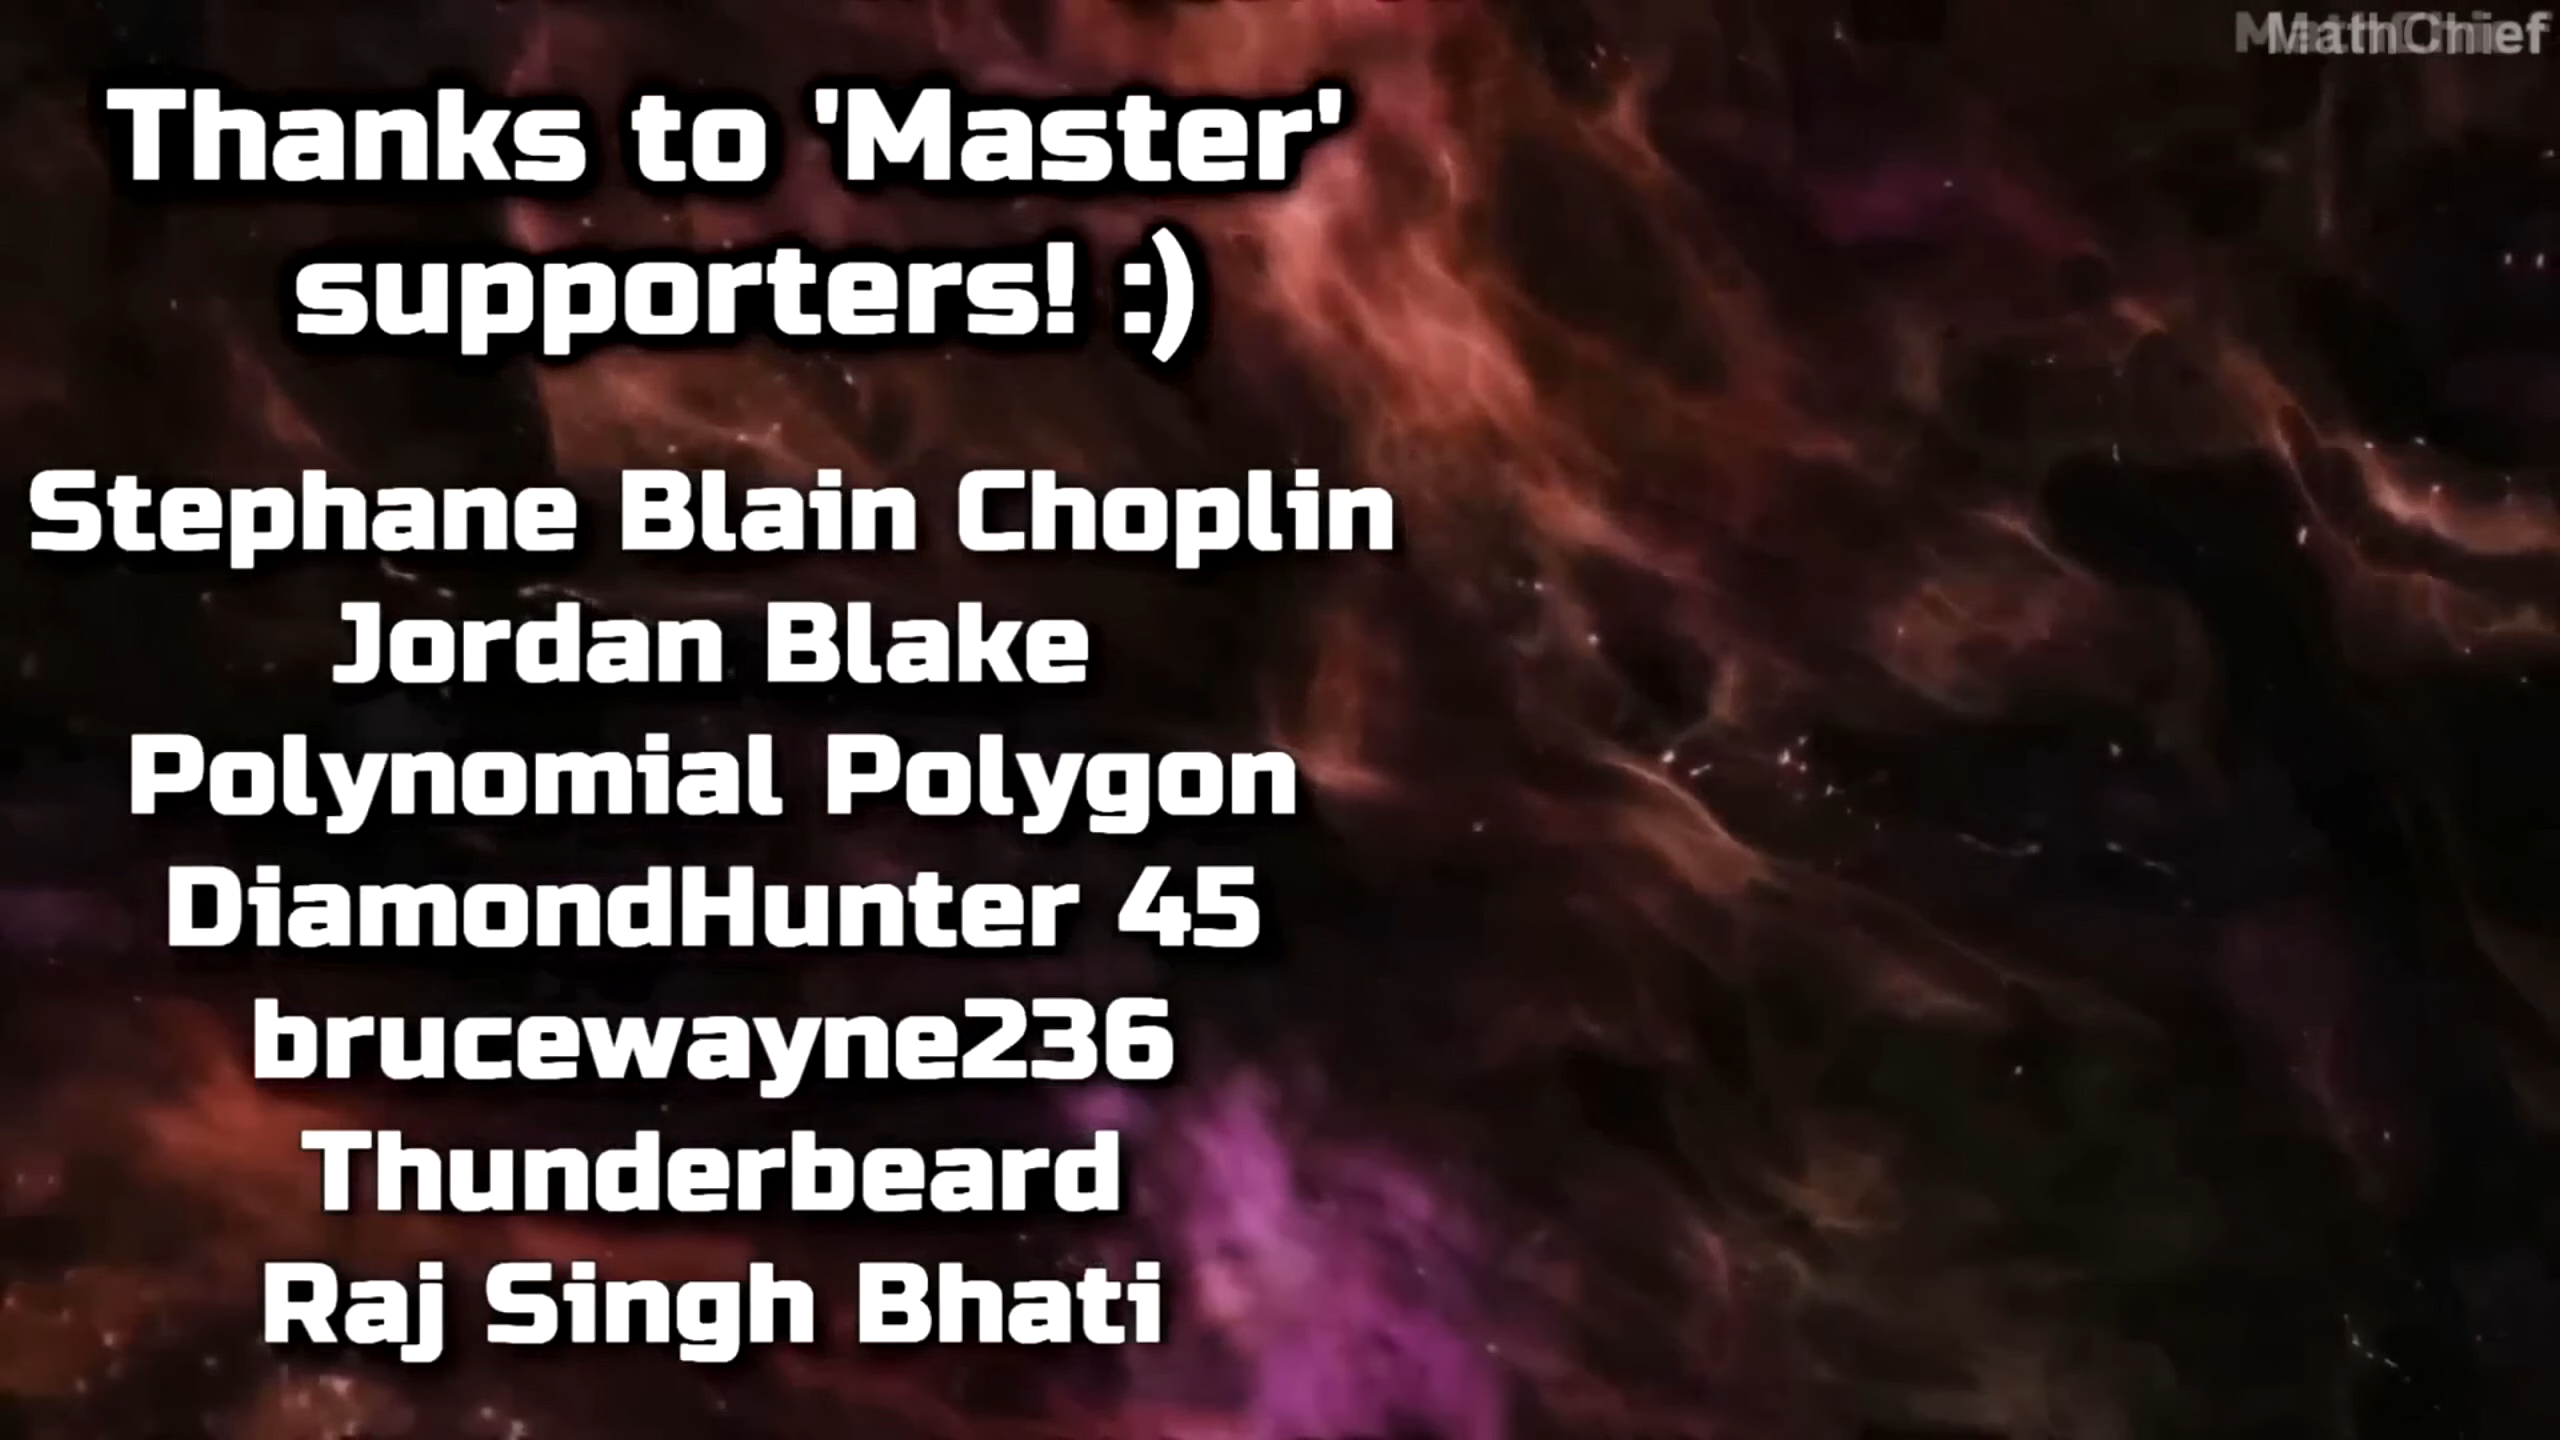 MathChief
Thanks to 'Master'
supporters! :)
Stephane Blain Choplin
Jordan Blake
Polynomial Polygon
DiamondHunter 45
brucewayne236
Thunderbeard
Raj Singh Bhati